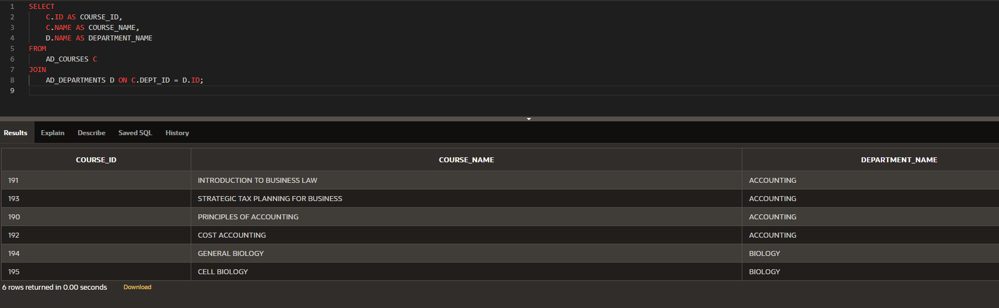 1 SELECT
2 C.ID AS COURSE_ID,
3 C.NAME AS COURSE_NAME,
4 D.NAME AS DEPARTMENT_NAME
5 FROM
6 AD_COURSES C
7 JOIN
8 AD_DEPARTMENTS D ON C.DEPT_ID = D.ID;
9
Results Explain Describe Saved SQL History
COURSE_ID COURSE_NAME DEPARTMENT_NAME
191 INTRODUCTION TO BUSINESS LAW ACCOUNTING
193 STRATEGIC TAX PLANNING FOR BUSINESS ACCOUNTING
190 PRINCIPLES OF ACCOUNTING ACCOUNTING
192 COST ACCOUNTING ACCOUNTING
194 GENERAL BIOLOGY BIOLOGY
195 CELL BIOLOGY BIOLOGY
6 rows returned in 0.00 seconds Download